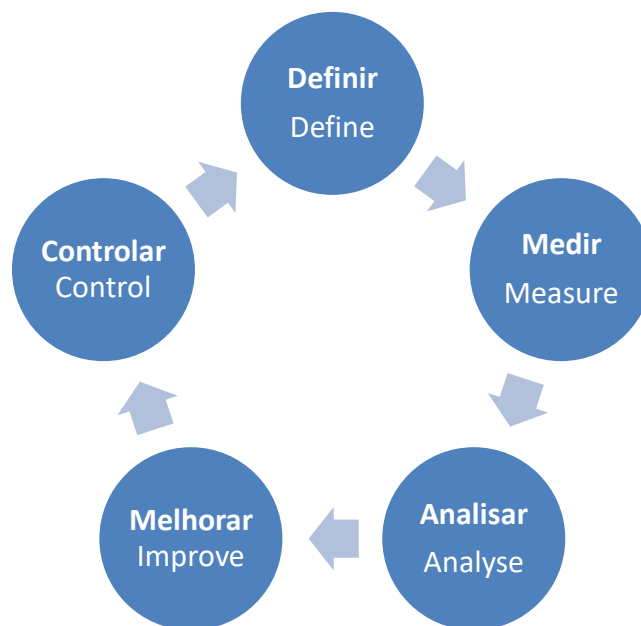 Definir
Define
Medir
Measure
Analisar
Analyse
Melhorar
Improve
Controlar
Control